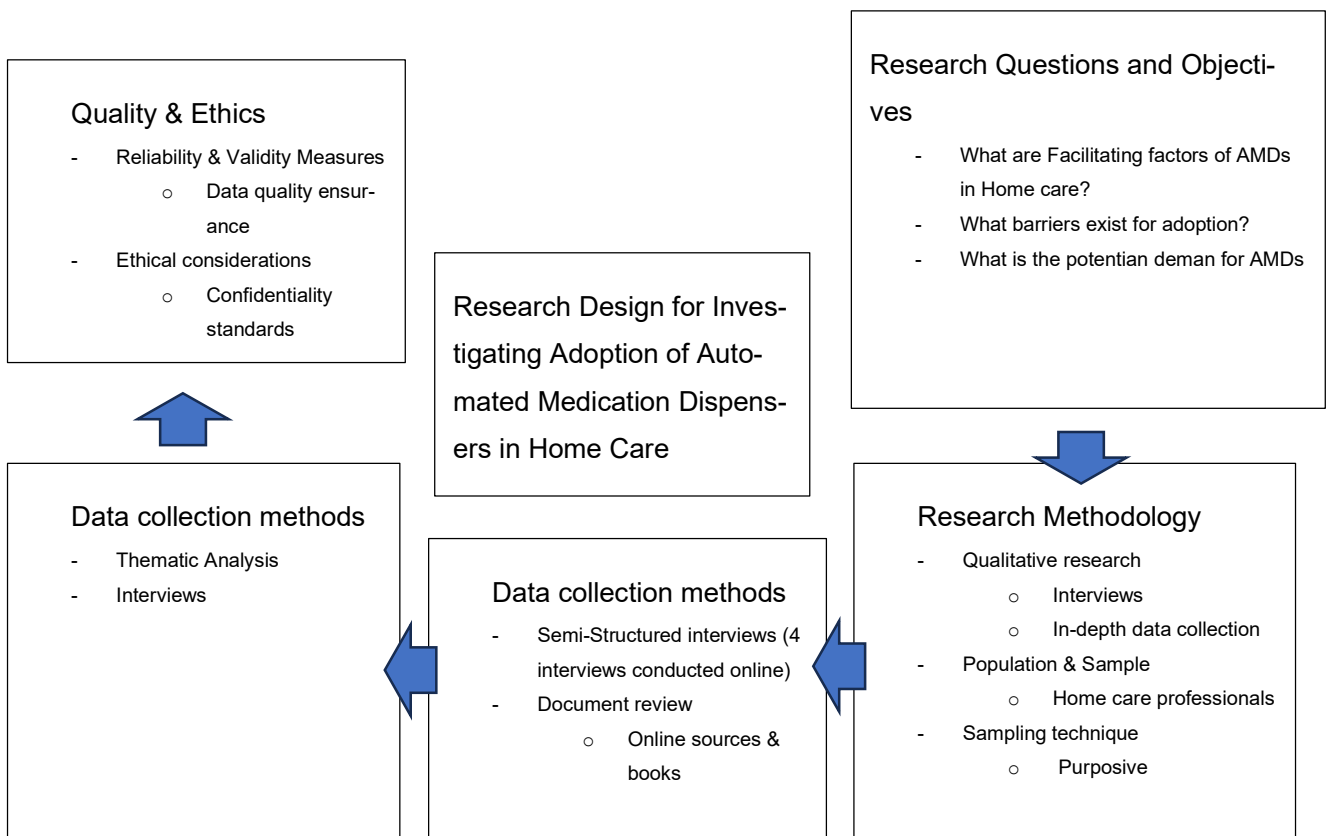 Quality & Ethics
- Reliability & Validity Measures
o Data quality ensur-
ance
- Ethical considerations
o Confidentiality
standards
Research Design for Inves-
tigating Adoption of Auto-
mated Medication Dispens-
ers in Home Care
Research Questions and Objecti-
ves
- What are Facilitating factors of AMDs
in Home care?
- What barriers exist for adoption?
- What is the potentian deman for AMDs
Data collection methods
- Thematic Analysis
- Interviews
Data collection methods
- Semi-Structured interviews (4
interviews conducted online)
- Document review
o Online sources &
books
Research Methodology
- Qualitative research
o Interviews
o In-depth data collection
- Population & Sample
o Home care professionals
- Sampling technique
o Purposive